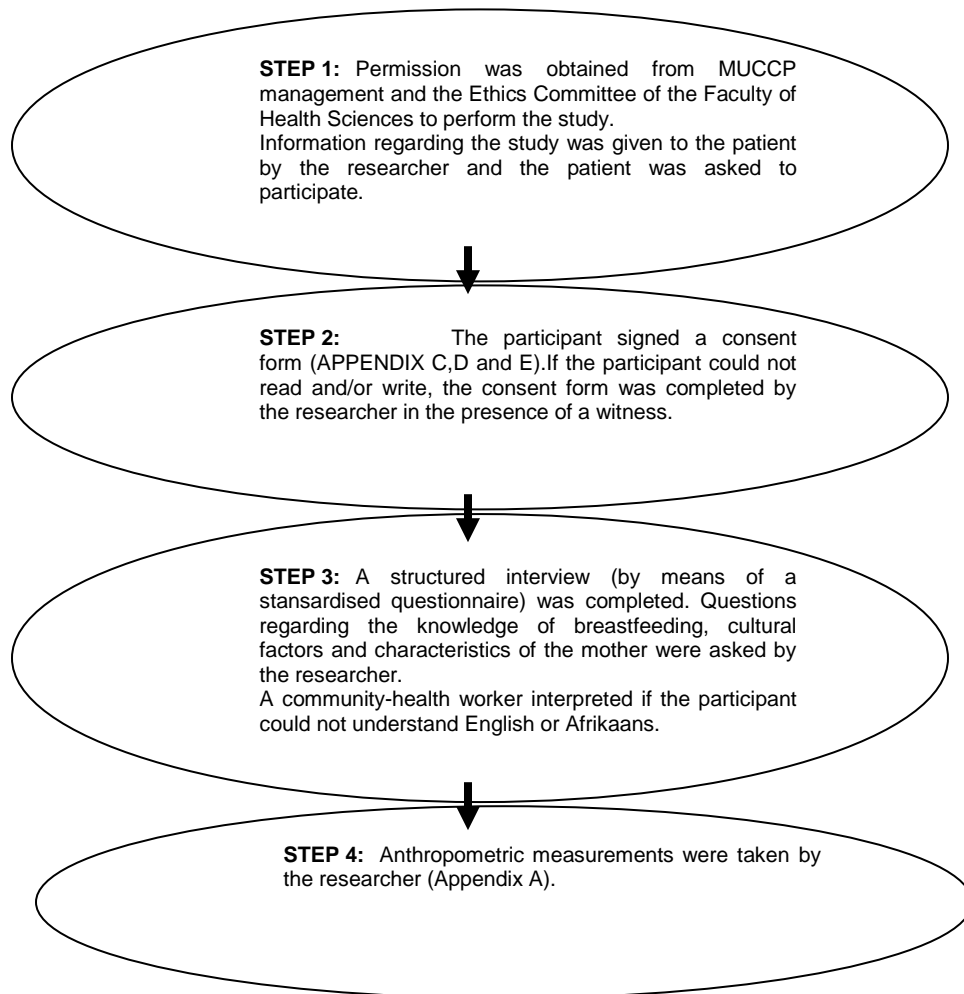 STEP 1: Permission was obtained from MUCCP
management and the Ethics Committee of the Faculty of
Health Sciences to perform the study.
Information regarding the study was given to the patient
by the researcher and the patient was asked to
participate.
STEP 2: The participant signed a consent
form (APPENDIX C,D and E).If the participant could not
read and/or write, the consent form was completed by
the researcher in the presence of a witness.
STEP 3: A structured interview (by means of a
stansardised questionnaire) was completed. Questions
regarding the knowledge of breastfeeding, cultural
factors and characteristics of the mother were asked by
the researcher.
A community-health worker interpreted if the participant
could not understand English or Afrikaans.
STEP 4: Anthropometric measurements were taken by
the researcher (Appendix A).